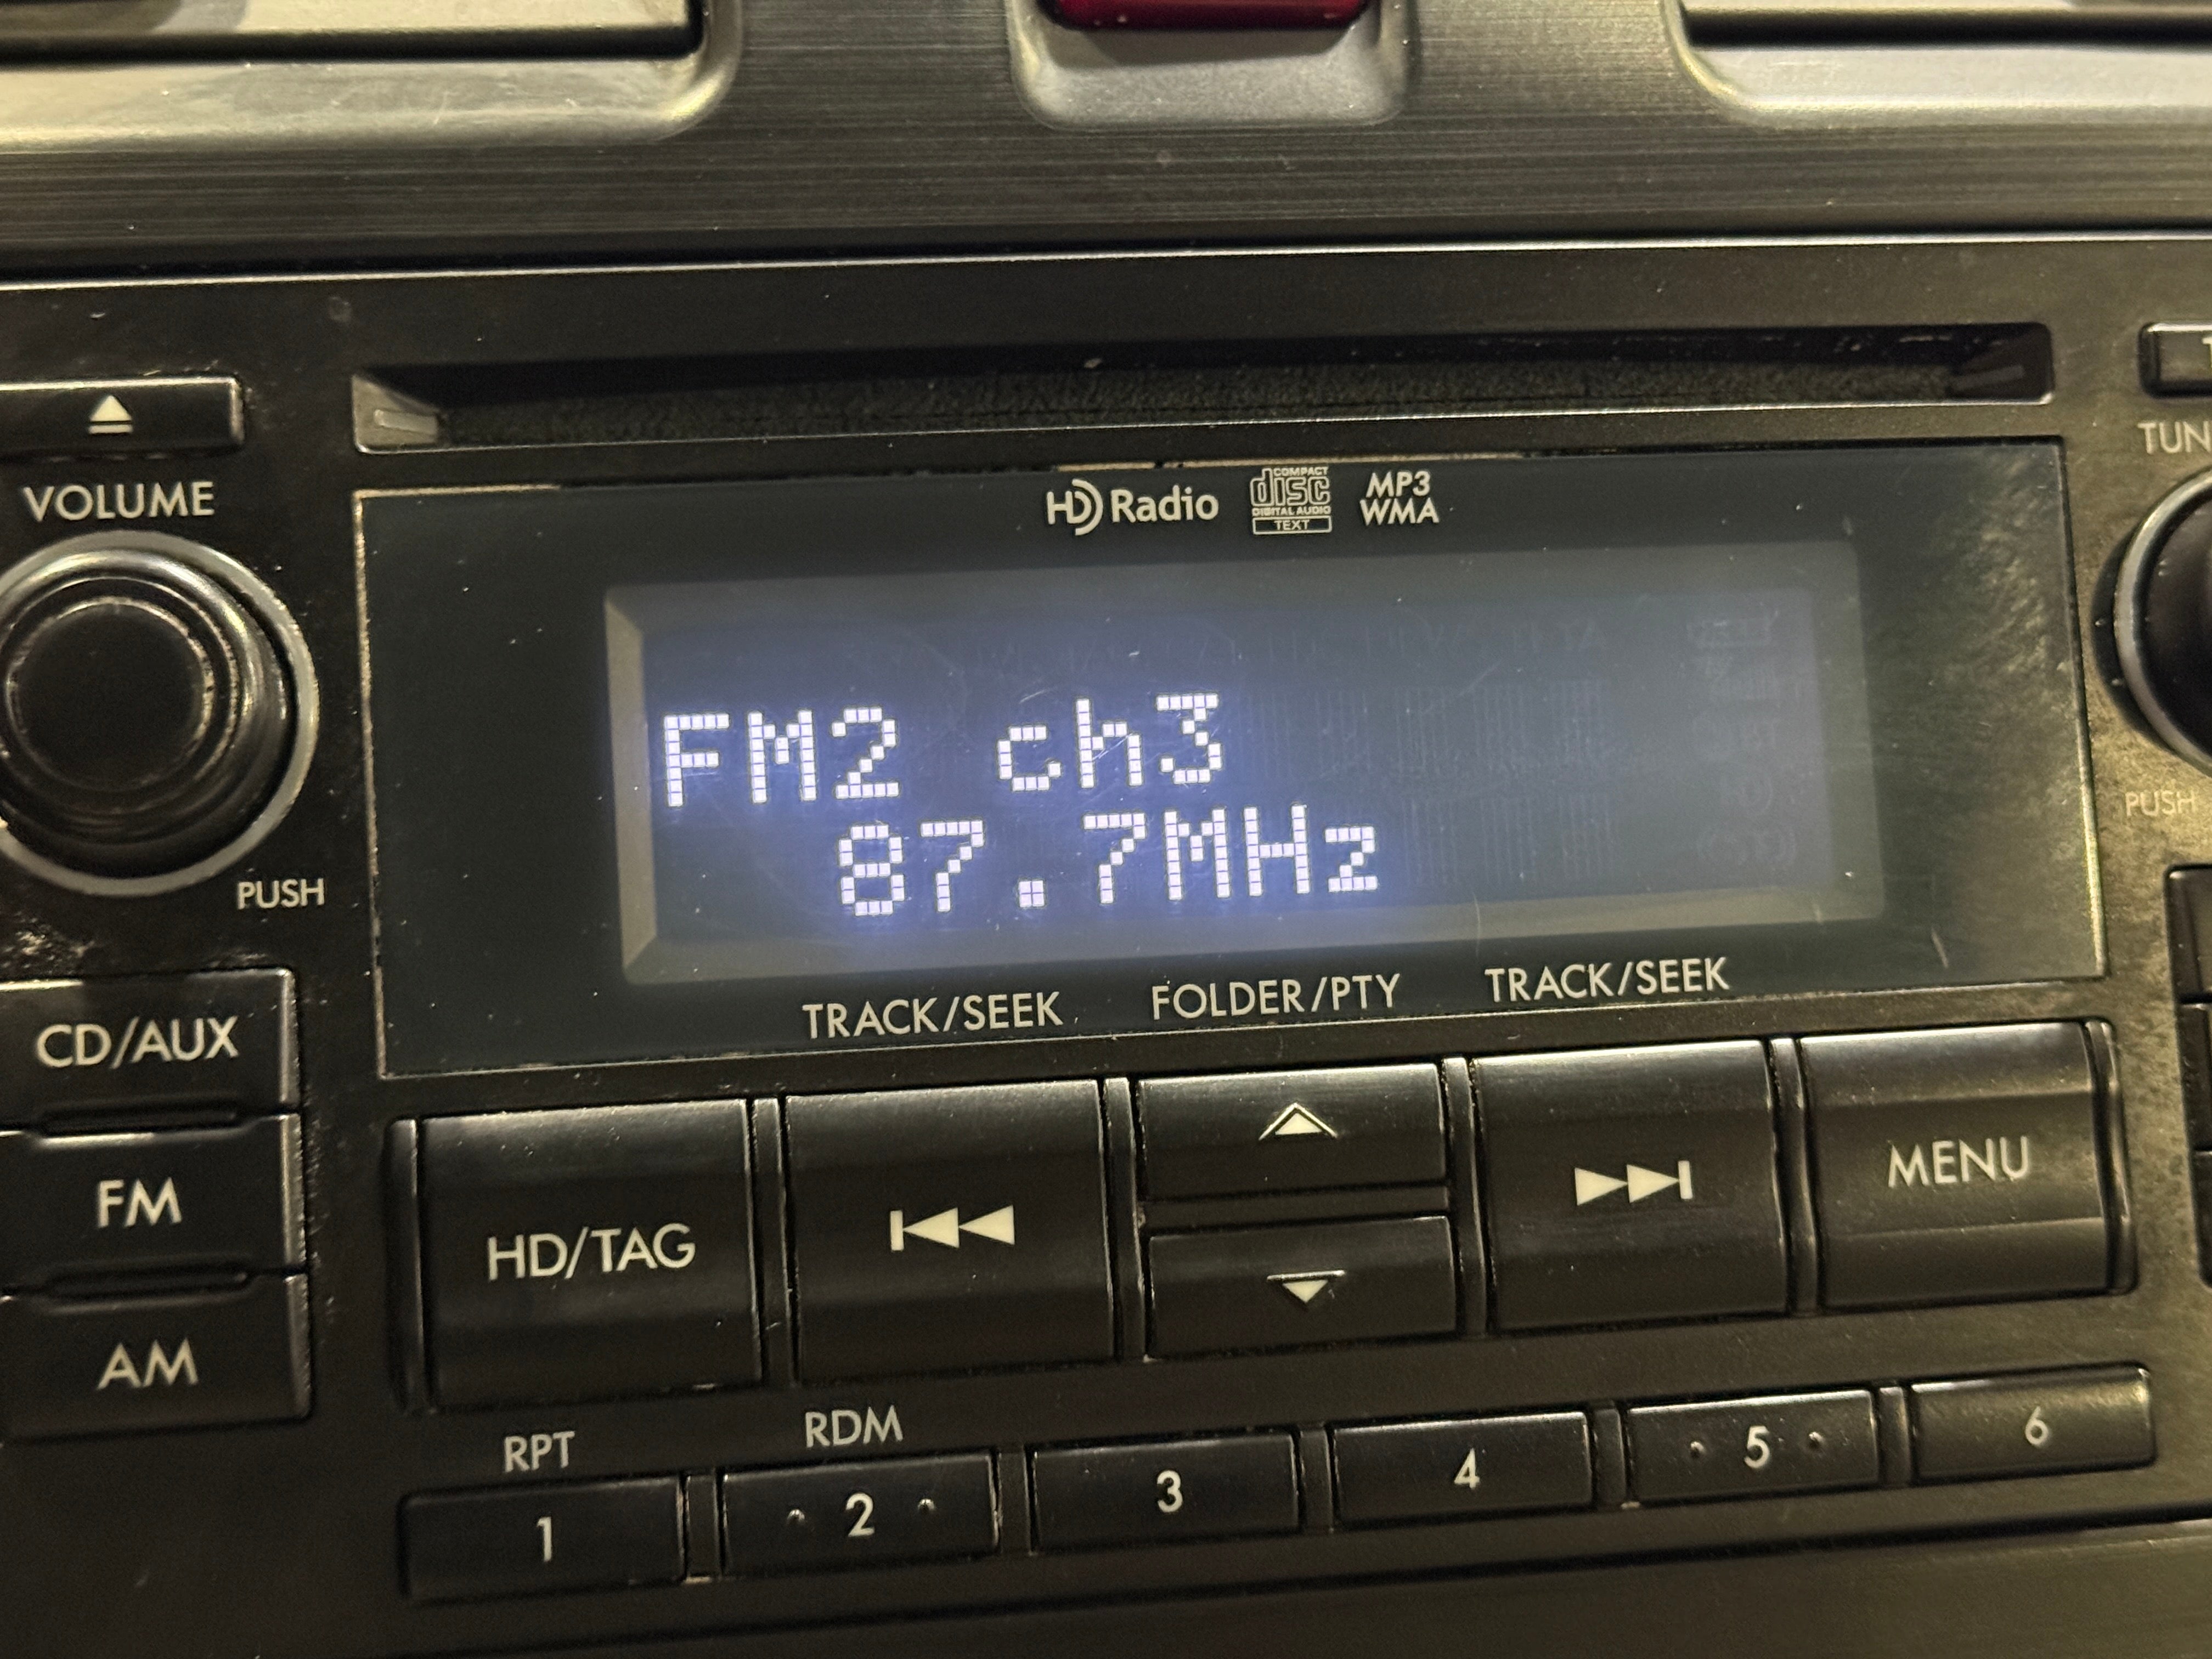 VOLUME
TUN
HD Radio
COMPACT
disc
DIGITAL AUDIO
TEXT
MP3
WMA
FM2 ch3
87.7MHz
PUSH
PUSH
TRACK/SEEK FOLDER/PTY TRACK/SEEK
CD/AUX
FM
AM
HD/TAG
MENU
RPT RDM
1 2 3 4 5 6